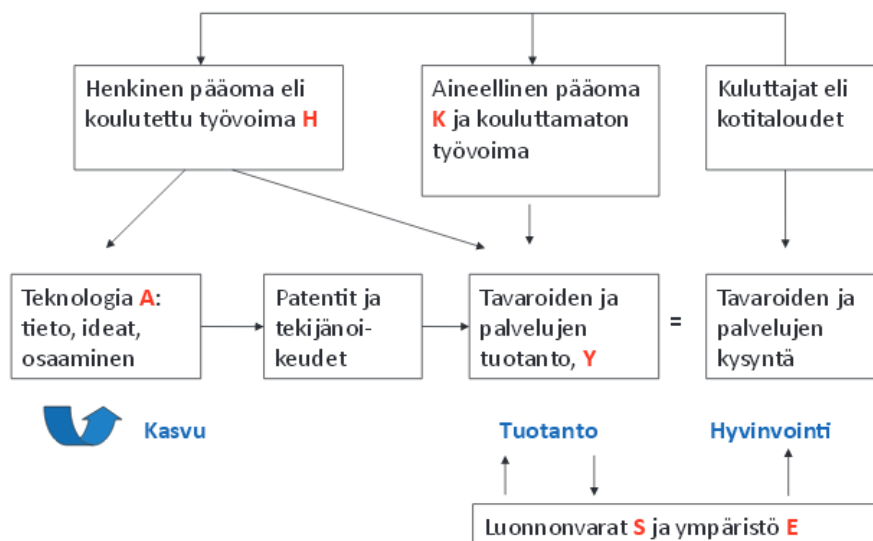 Henkinen pääoma eli
koulutettu työvoima H
Aineellinen pääoma
K ja kouluttamaton
työvoima
Kuluttajat eli
kotitaloudet
Teknologia A:
tieto, ideat,
osaaminen
Patentit ja
tekijänoi-
keudet
Tavaroiden ja
palvelujen
tuotanto, Y
=
Tavaroiden ja
palvelujen
kysyntä
Kasvu
Tuotanto
Hyvinvointi
Luonnonvarat S ja ympäristö E